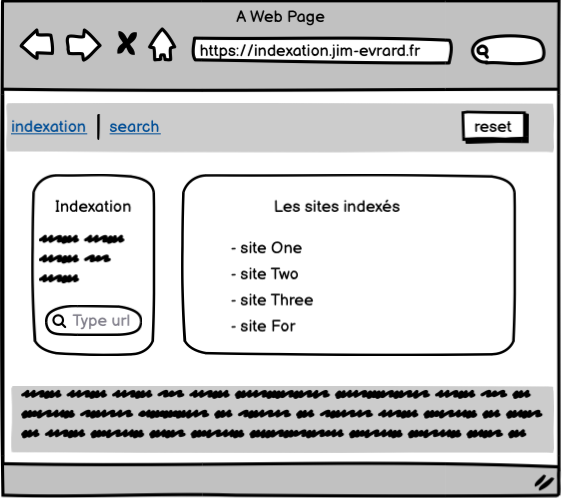 A Web Page
https://indexation.jim-evrard.fr
indexation search reset
Indexation
Type url
Les sites indexés
- site One
- site Two
- site Three
- site For